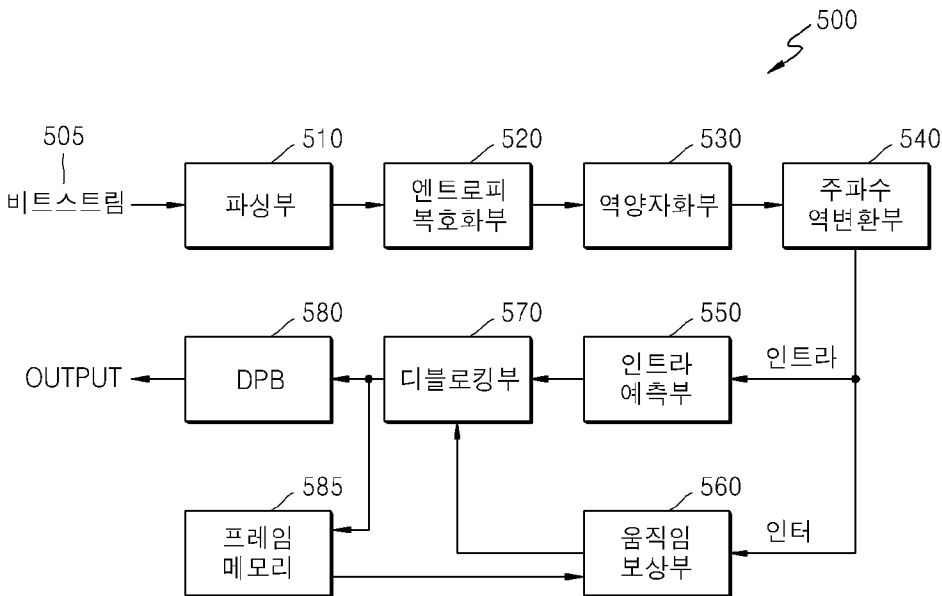 500
505
510
520
530
540
비트스트림
파싱부
엔트로피
복호화부
역양자화부
주파수
역변환부
580
570
550
OUTPUT
DPB
디블로킹부
인트라
예측부
인트라
585
560
프레임
메모리
움직임
보상부
인터